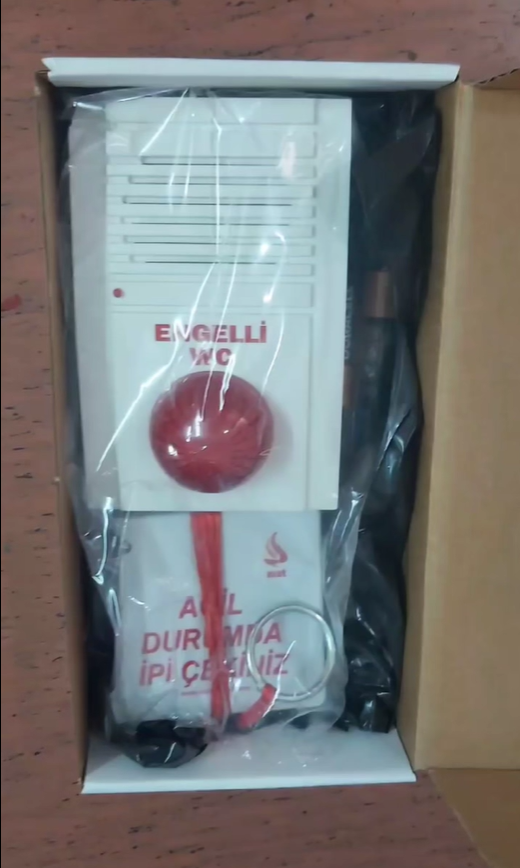 ENGELLİ
WC
ACİL
DURUMDA
İPİ ÇEKİNİZ